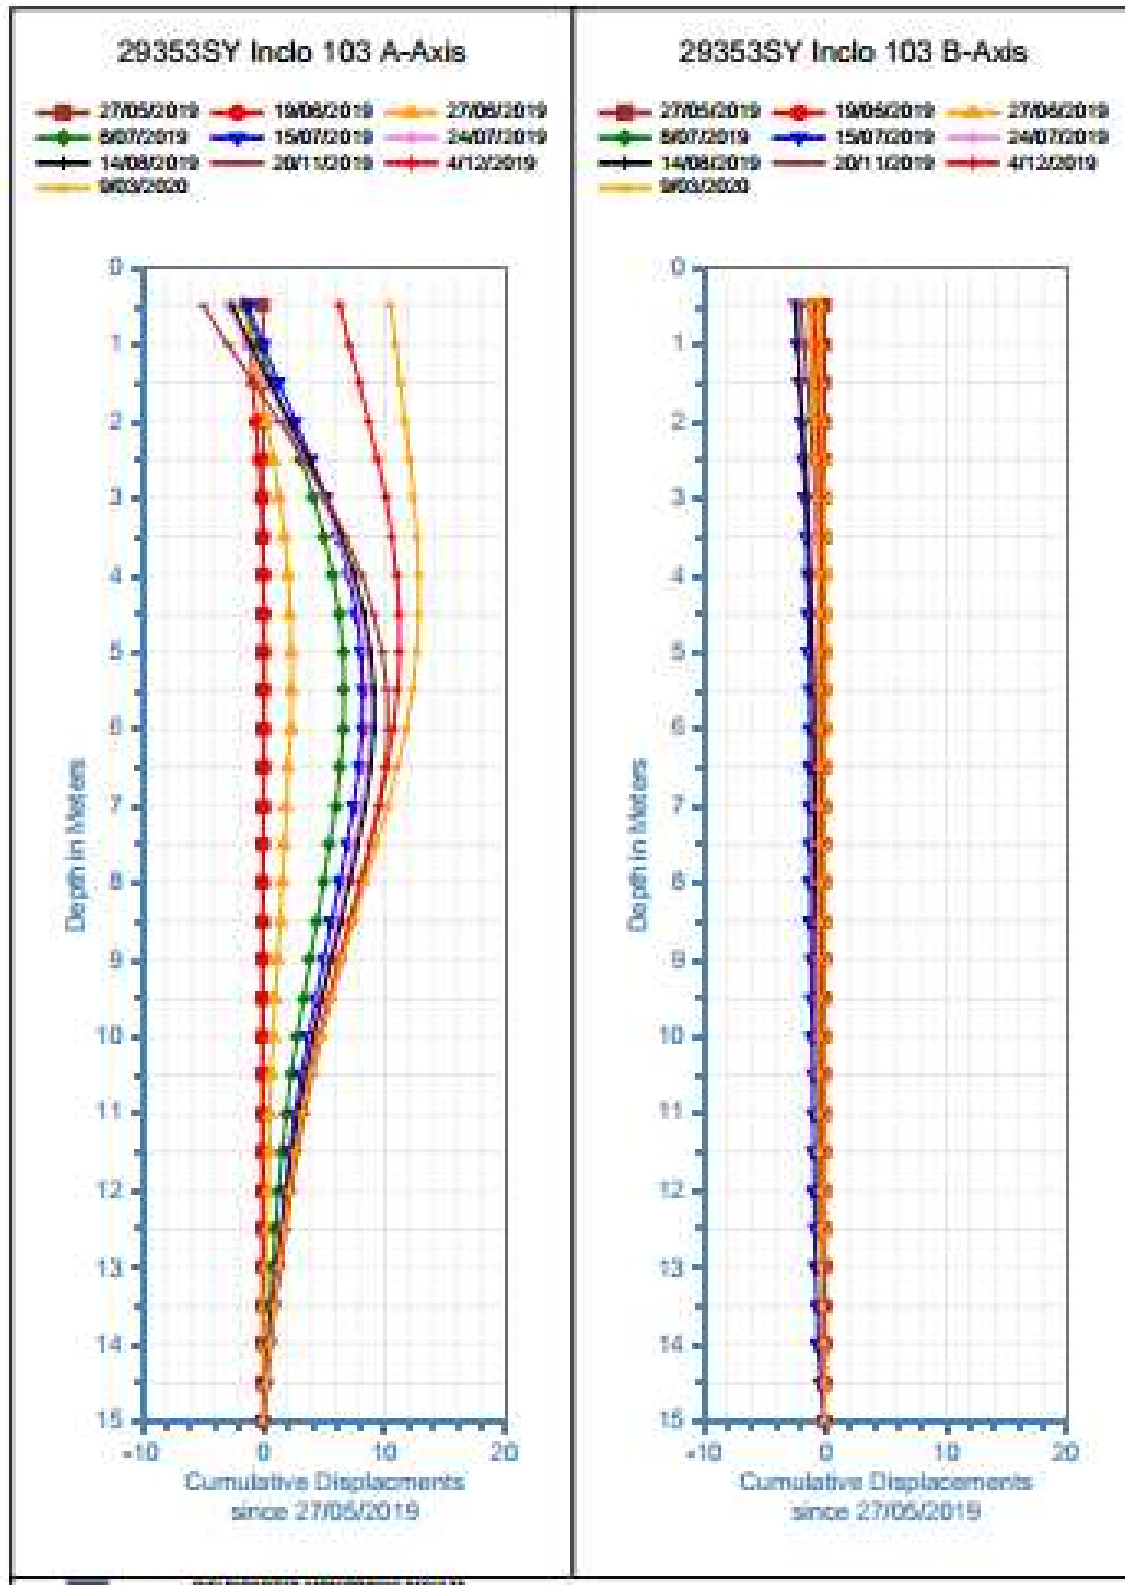 29353SY Inclo 103 A-Axis
27/05/2019 19/06/2019 27/06/2019
8/07/2019 15/07/2019 24/07/2019
14/08/2019 20/11/2019 4/12/2019
9/03/2020
0
1
2
3
4
5
6
7
8
9
10
11
12
13
14
15
Depth in Meters
-10 0 10 20
Cumulative Displacments
since 27/05/2019
29353SY Inclo 103 B-Axis
27/05/2019 19/06/2019 27/06/2019
8/07/2019 15/07/2019 24/07/2019
14/08/2019 20/11/2019 4/12/2019
9/03/2020
0
1
2
3
4
5
6
7
8
9
10
11
12
13
14
15
Depth in Meters
-10 0 10 20
Cumulative Displacements
since 27/05/2019